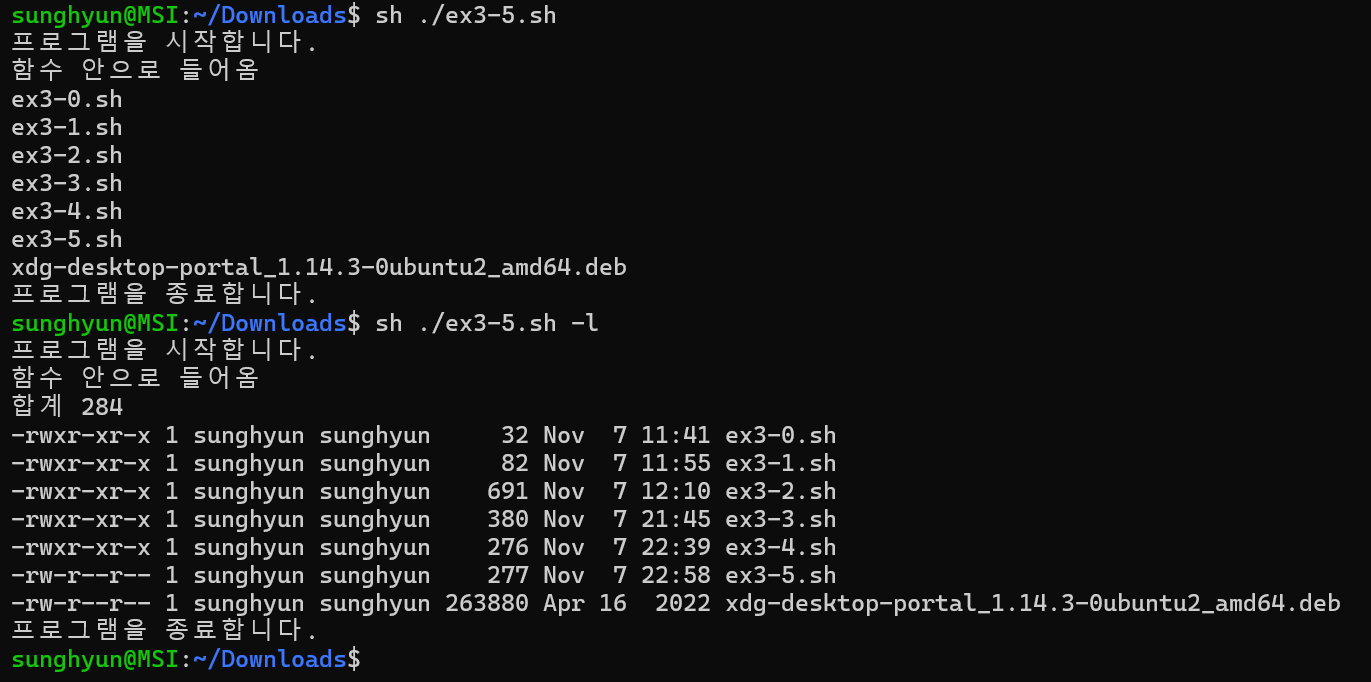 sunghyun@MSI:~/Downloads$ sh ./ex3-5.sh
프로그램을 시작합니다.
함수 안으로 들어옴
ex3-0.sh
ex3-1.sh
ex3-2.sh
ex3-3.sh
ex3-4.sh
ex3-5.sh
xdg-desktop-portal_1.14.3-0ubuntu2_amd64.deb
프로그램을 종료합니다.
sunghyun@MSI:~/Downloads$ sh ./ex3-5.sh -l
프로그램을 시작합니다.
함수 안으로 들어옴
합계 284
-rwxr-xr-x 1 sunghyun sunghyun     32 Nov  7 11:41 ex3-0.sh
-rwxr-xr-x 1 sunghyun sunghyun     82 Nov  7 11:55 ex3-1.sh
-rwxr-xr-x 1 sunghyun sunghyun    691 Nov  7 12:10 ex3-2.sh
-rwxr-xr-x 1 sunghyun sunghyun    380 Nov  7 21:45 ex3-3.sh
-rwxr-xr-x 1 sunghyun sunghyun    276 Nov  7 22:39 ex3-4.sh
-rw-r--r-- 1 sunghyun sunghyun    277 Nov  7 22:58 ex3-5.sh
-rw-r--r-- 1 sunghyun sunghyun 263880 Apr 16  2022 xdg-desktop-portal_1.14.3-0ubuntu2_amd64.deb
프로그램을 종료합니다.
sunghyun@MSI:~/Downloads$